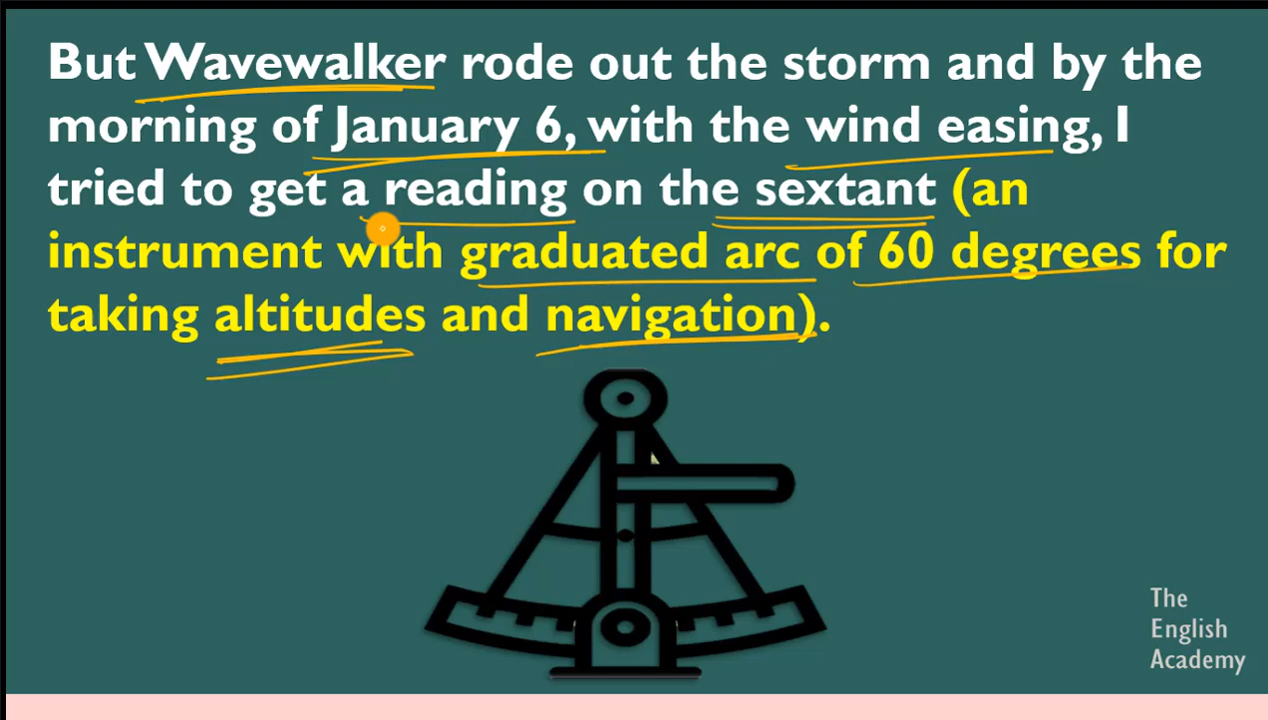 But Wavewalker rode out the storm and by the
morning of January 6, with the wind easing, I
tried to get a reading on the sextant (an
instrument with graduated arc of 60 degrees for
taking altitudes and navigation).
The
English
Academy